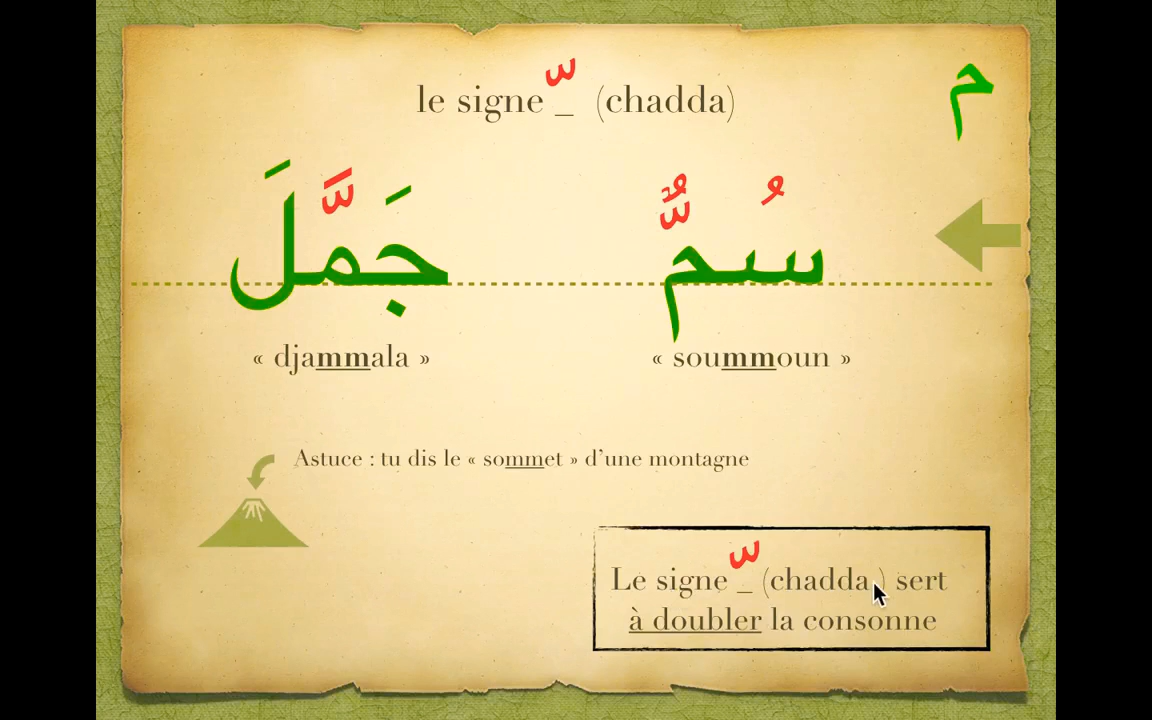 le signe ـّ (chadda)
م
جَمَّلَ سُمٌّ
« djammala » « soummoun »
Astuce : tu dis le « sommet » d’une montagne
Le signe ـّ (chadda ) sert
à doubler la consonne